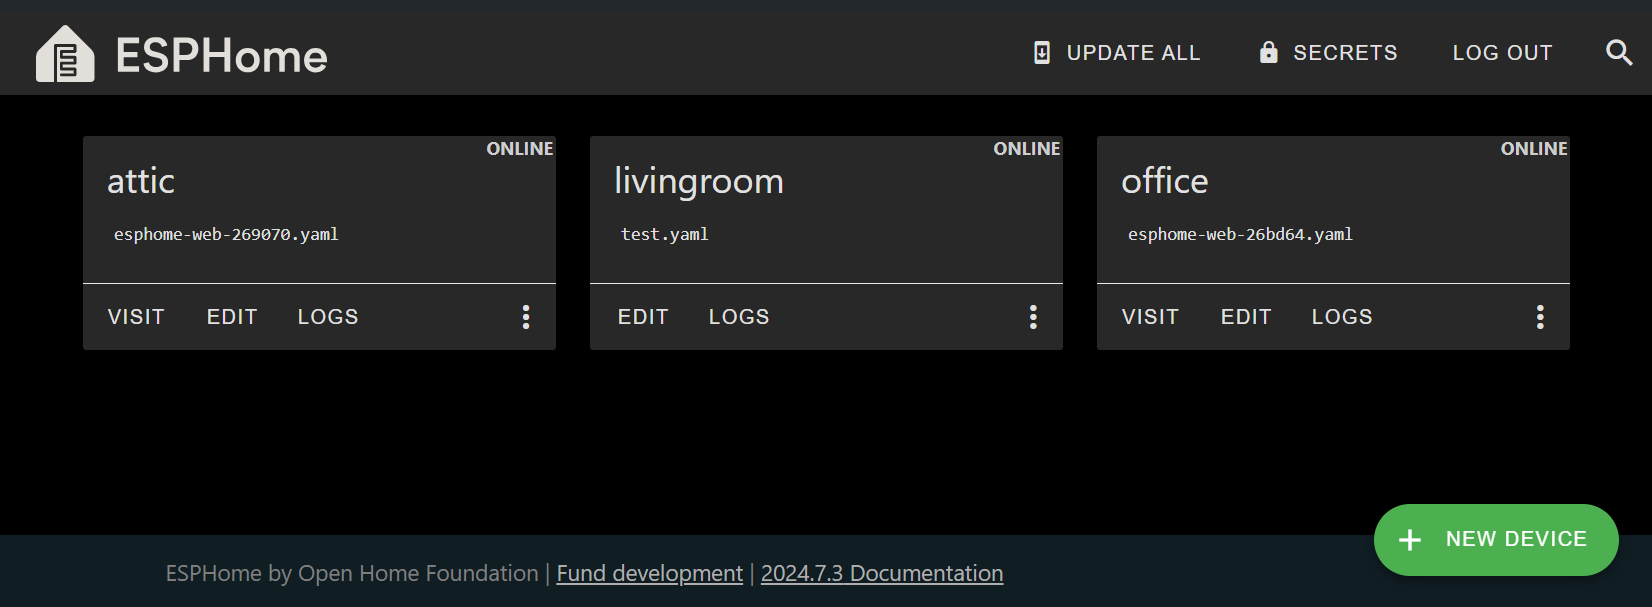 ESPHome
UPDATE ALL SECRETS LOG OUT
ONLINE
attic
esphome-web-269070.yaml
VISIT EDIT LOGS
ONLINE
livingroom
test.yaml
EDIT LOGS
ONLINE
office
esphome-web-26bd64.yaml
VISIT EDIT LOGS
NEW DEVICE
ESPHome by Open Home Foundation | Fund development | 2024.7.3 Documentation